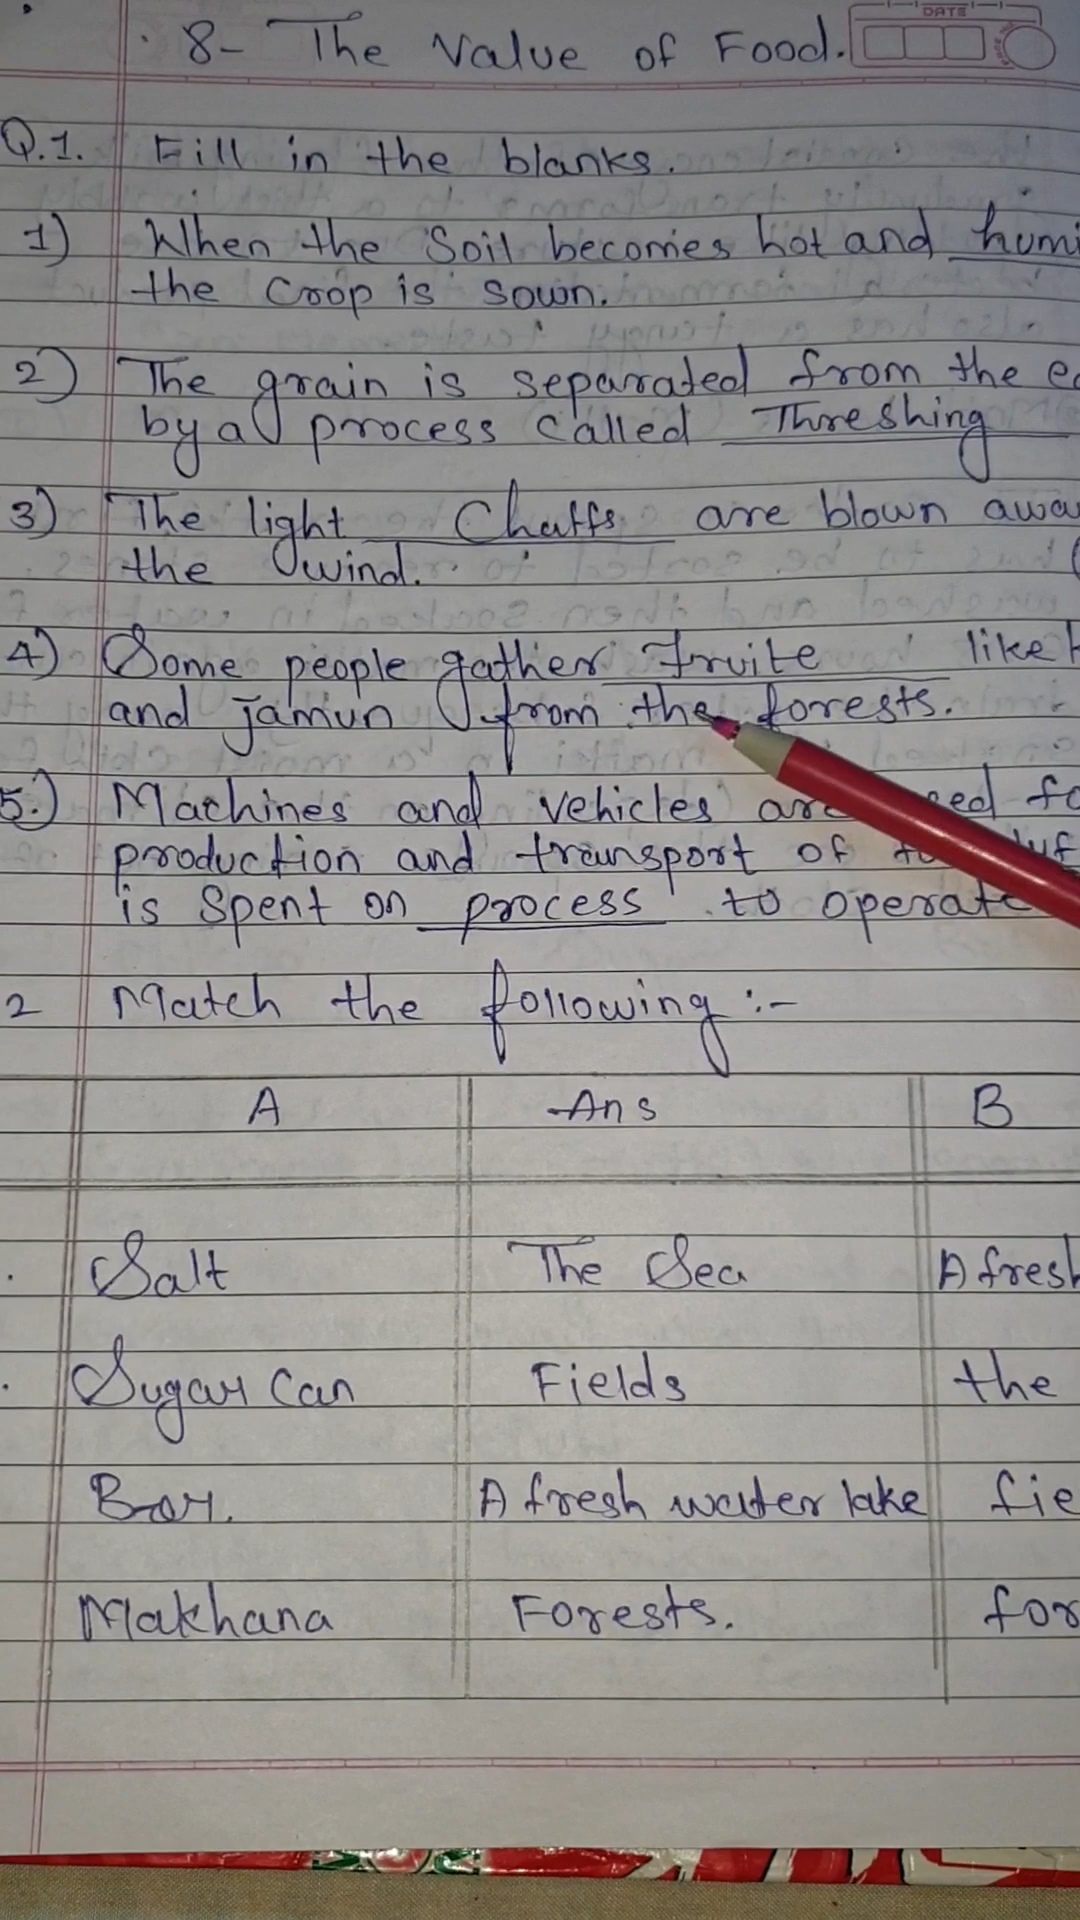 DATE
8- The Value of Food.
Q.1. Fill in the blanks.
1) When the Soil becomes hot and humi
the Crop is sown.
2) The grain is separated from the ea
by a process called Threshing
3) The light Chaffs are blown awa
the wind.
4) Some people gather Fruite like
and jamun from the forests.
5.) Machines and vehicles are fo
production and transport of
is Spent on process to operate
2 Match the following :-
A Ans B
Salt The Sea A fresh
Sugar Can Fields the
Ber. A fresh water lake fie
Makhana Forests. for